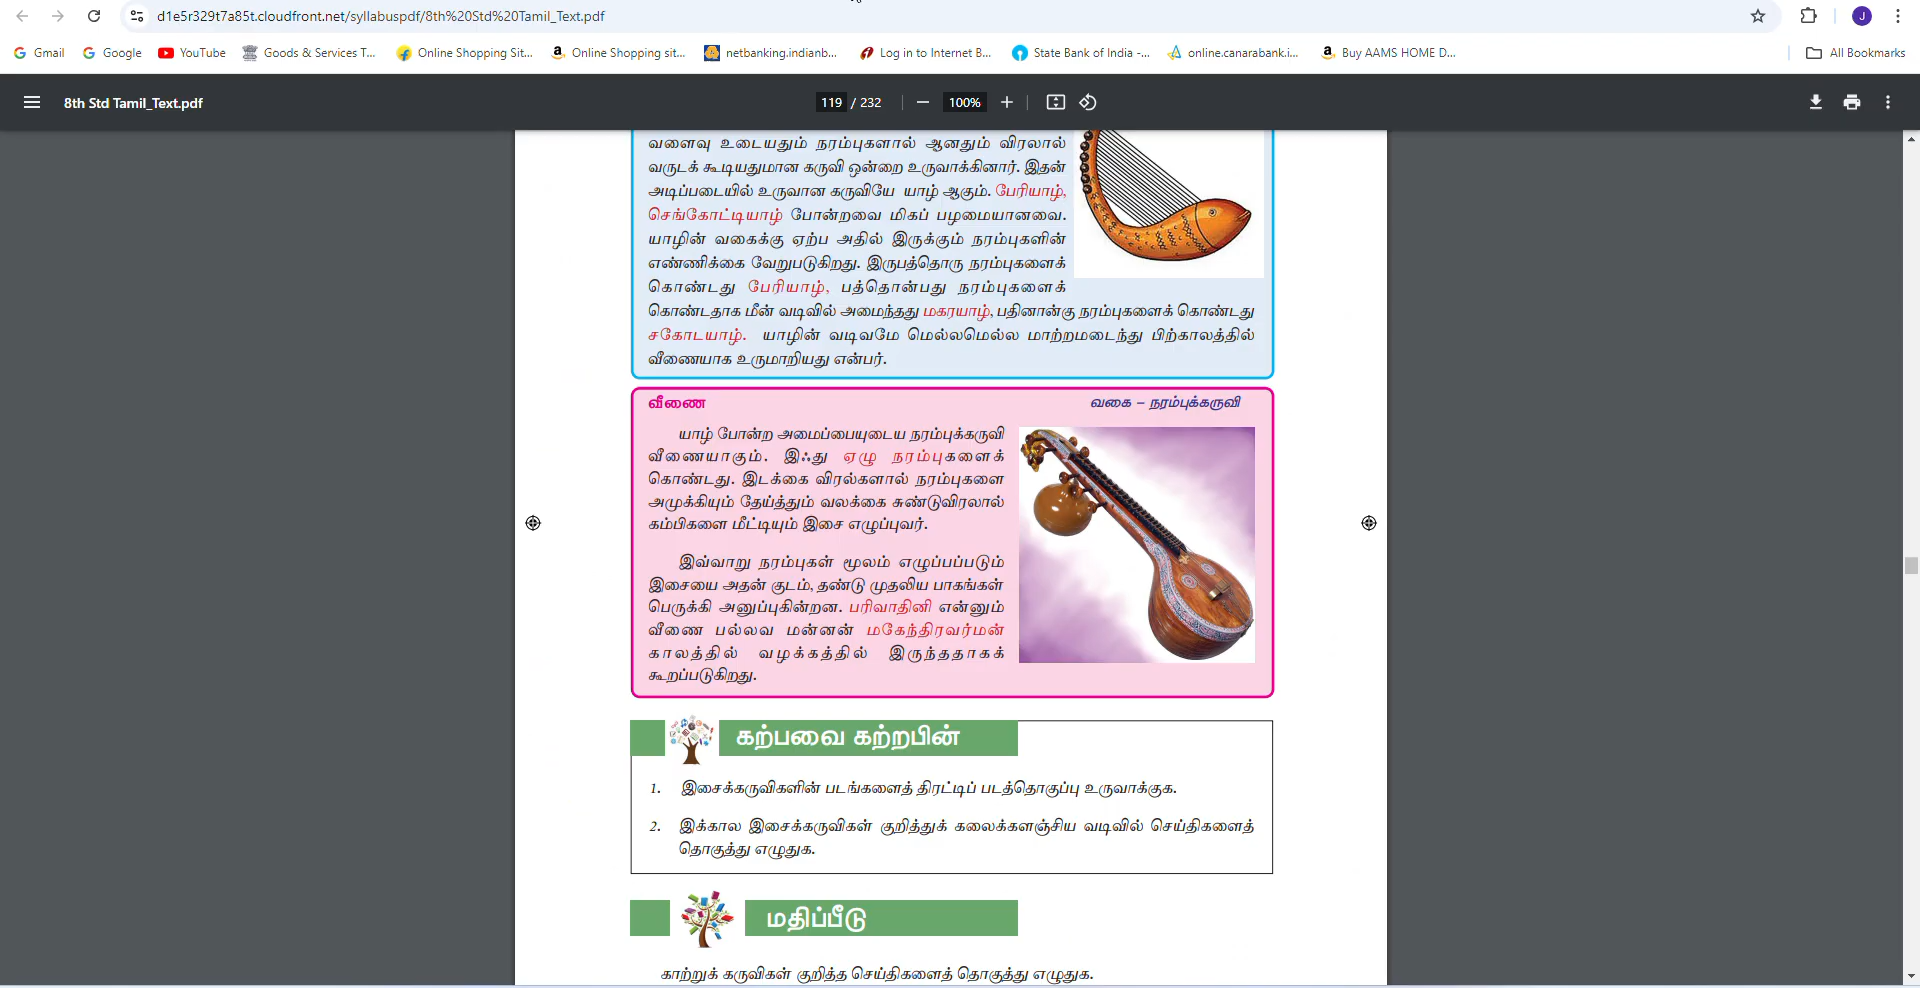 d1e5r329t7a85t.cloudfront.net/syllabuspdf/8th%20Std%20Tamil_Text.pdf
J
Gmail
Google
YouTube
Goods & Services T...
Online Shopping Sit...
Online Shopping sit...
netbanking.indianb...
Log in to Internet B...
State Bank of India -...
online.canarabank.i...
Buy AAMS HOME D...
All Bookmarks
8th Std Tamil_Text.pdf
119 / 232
100%
வளைவு உடையதும் நரம்புகளால் ஆனதும் விரலால்
வருடக் கூடியதுமான கருவி ஒன்றை உருவாக்கினார். இதன்
அடிப்படையில் உருவான கருவியே யாழ் ஆகும். பேரியாழ்,
செங்கோட்டியாழ் போன்றவை மிகப் பழமையானவை.
யாழின் வகைக்கு ஏற்ப அதில் இருக்கும் நரம்புகளின்
எண்ணிக்கை வேறுபடுகிறது. இருபத்தொரு நரம்புகளைக்
கொண்டது பேரியாழ், பத்தொன்பது நரம்புகளைக்
கொண்டதாக மீன் வடிவில் அமைந்தது மகரயாழ், பதினான்கு நரம்புகளைக் கொண்டது
சகோடயாழ். யாழின் வடிவமே மெல்லமெல்ல மாற்றமடைந்து பிற்காலத்தில்
வீணையாக உருமாறியது என்பர்.
வீணை
வகை – நரம்புக்கருவி
யாழ் போன்ற அமைப்பையுடைய நரம்புக்கருவி
வீணையாகும். இஃது ஏழு நரம்புகளைக்
கொண்டது. இடக்கை விரல்களால் நரம்புகளை
அமுக்கியும் தேய்த்தும் வலக்கை சுண்டுவிரலால்
கம்பிகளை மீட்டியும் இசை எழுப்புவர்.
இவ்வாறு நரம்புகள் மூலம் எழுப்பப்படும்
இசையை அதன் குடம், தண்டு முதலிய பாகங்கள்
பெருக்கி அனுப்புகின்றன. பரிவாதினி என்னும்
வீணை பல்லவ மன்னன் மகேந்திரவர்மன்
காலத்தில் வழக்கத்தில் இருந்ததாகக்
கூறப்படுகிறது.
கற்பவை கற்றபின்
1. இசைக்கருவிகளின் படங்களைத் திரட்டிப் படத்தொகுப்பு உருவாக்குக.
2. இக்கால இசைக்கருவிகள் குறித்துக் கலைக்களஞ்சிய வடிவில் செய்திகளைத்
தொகுத்து எழுதுக.
மதிப்பீடு
காற்றுக் கருவிகள் குறித்த செய்திகளைத் தொகுத்து எழுதுக.